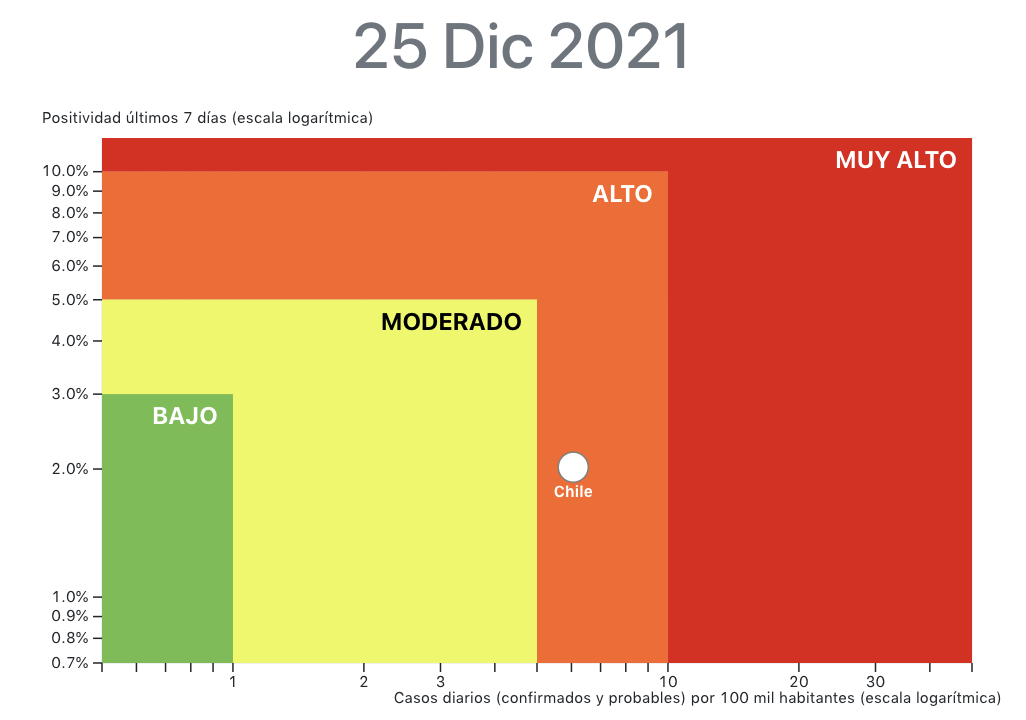 25 Dic 2021
Positividad últimos 7 días (escala logarítmica)
MUY ALTO
10.0%
ALTO
9.0%
8.0%
7.0%
6.0%
5.0%
MODERADO
4.0%
3.0%
BAJO
2.0%
Chile
1.0%
0.9%
0.8%
0.7%
1 2 3 10 20 30
Casos diarios (confirmados y probables) por 100 mil habitantes (escala logarítmica)